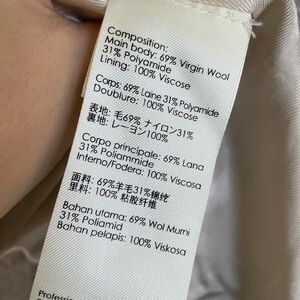 Composition:
Main body: 69% Virgin Wool
31% Polyamide
Lining: 100% Viscose
Corps: 69% Laine 31% Polyamide
Doublure: 100% Viscose
表地: 毛69% ナイロン31%
裏地: レーヨン100%
Corpo principale: 69% Lana
31% Poliammide
Interno/Fodera: 100% Viscosa
面料: 69%羊毛31%锦纶
里料: 100% 粘胶纤维
Bahan utama: 69% Wol Murni
31% Poliamid
Bahan pelapis: 100% Viskosa